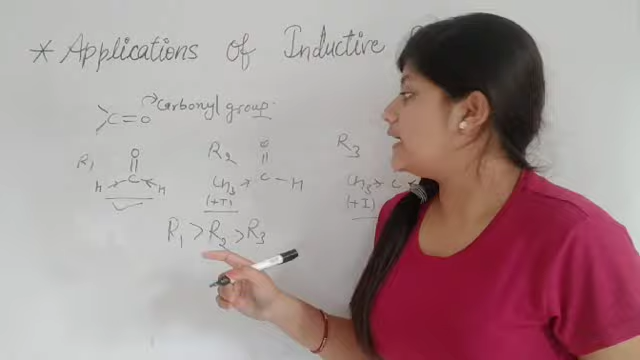 * Applications of Inductive
C=O → Carbonyl group
R1
O
H C H
R2
O
CH3 → C – H
(+I)
R3
CH3 → C
(+I)
R1 > R2 > R3